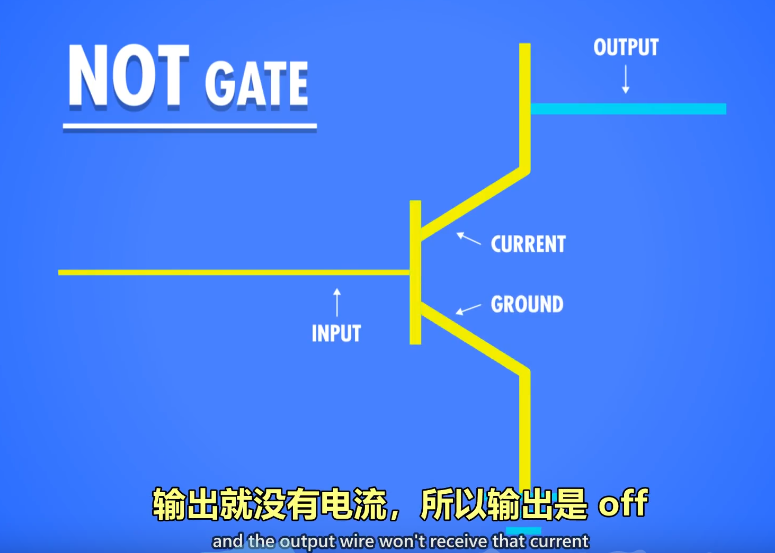 NOT GATE
OUTPUT
CURRENT
GROUND
INPUT
输出就没有电流，所以输出是 off
and the output wire won't receive that current